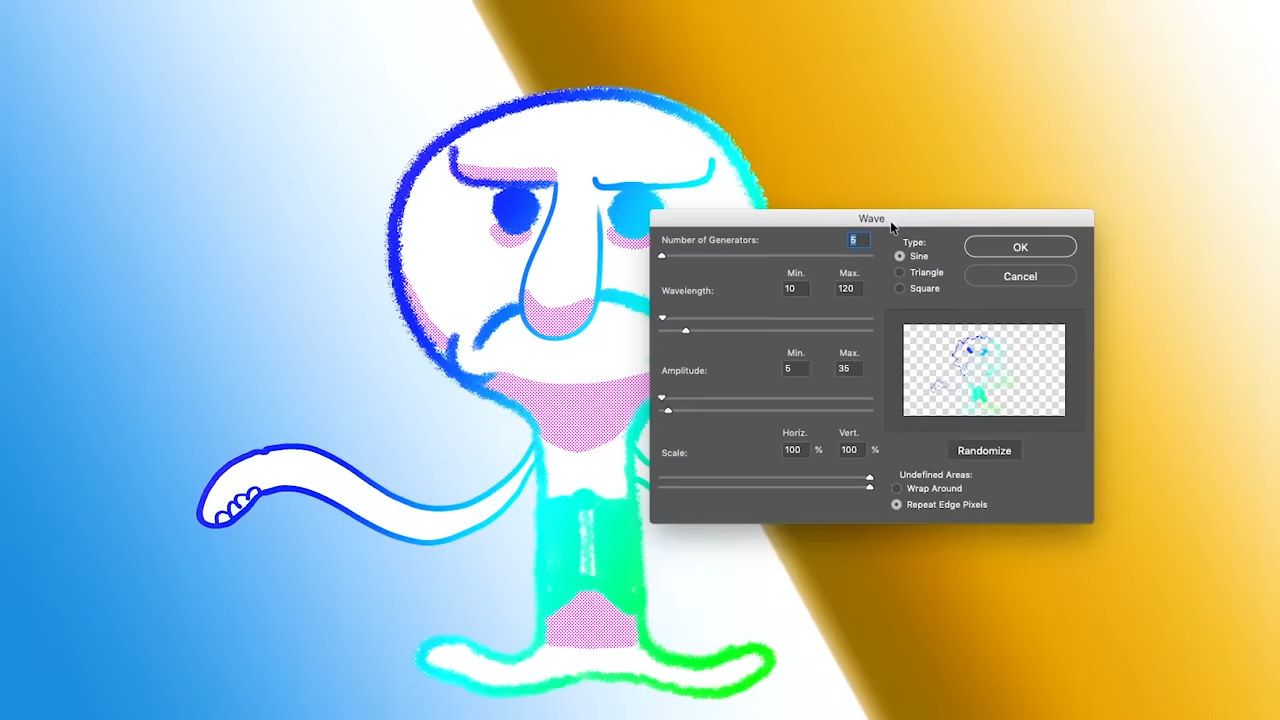 Wave
Number of Generators: 5
Type:
Sine
Triangle
Square
OK
Cancel
Min. Max.
Wavelength: 10 120
Min. Max.
Amplitude: 5 35
Horiz. Vert.
Scale: 100 % 100 %
Randomize
Undefined Areas:
Wrap Around
Repeat Edge Pixels